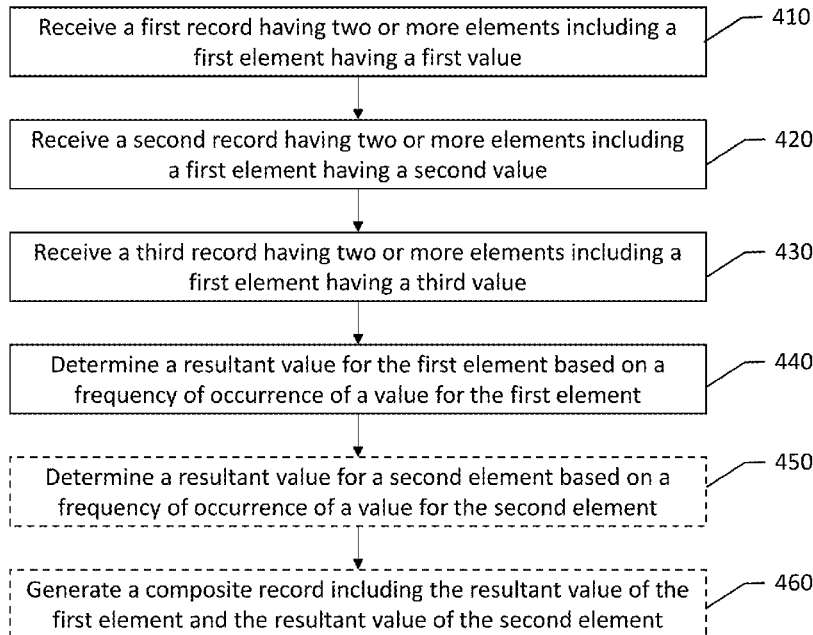 Receive a first record having two or more elements including a
first element having a first value
410
Receive a second record having two or more elements including
a first element having a second value
420
Receive a third record having two or more elements including a
first element having a third value
430
Determine a resultant value for the first element based on a
frequency of occurrence of a value for the first element
440
Determine a resultant value for a second element based on a
frequency of occurrence of a value for the second element
450
Generate a composite record including the resultant value of the
first element and the resultant value of the second element
460